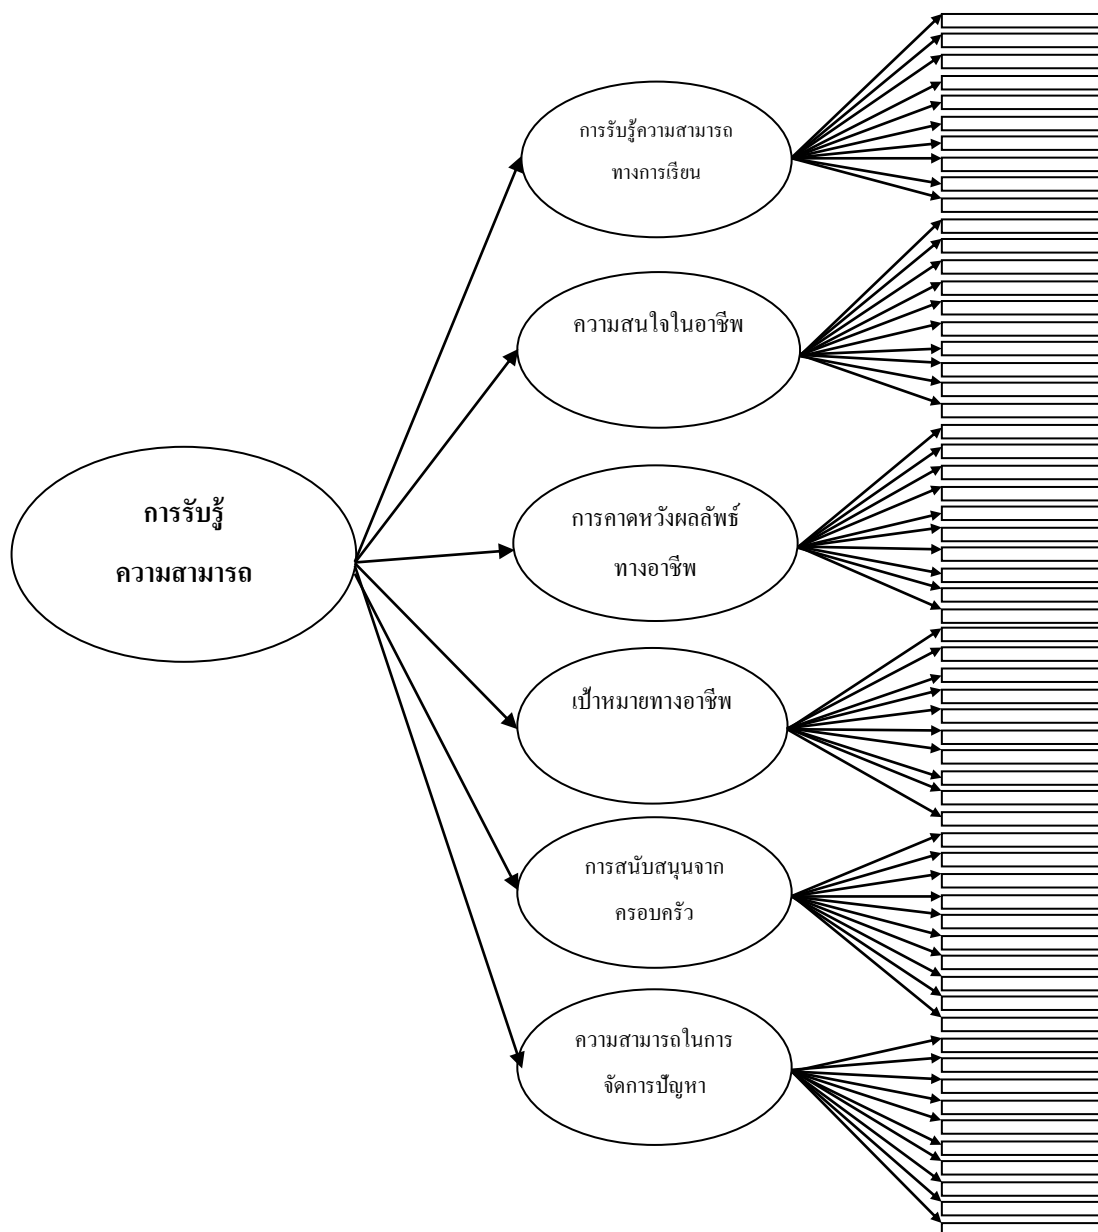 การรับรู้ความสามารถ
ทางการเรียน
ความสนใจในอาชีพ
การรับรู้
ความสามารถ
การคาดหวังผลลัพธ์
ทางอาชีพ
เป้าหมายทางอาชีพ
การสนับสนุนจาก
ครอบครัว
ความสามารถในการ
จัดการปัญหา